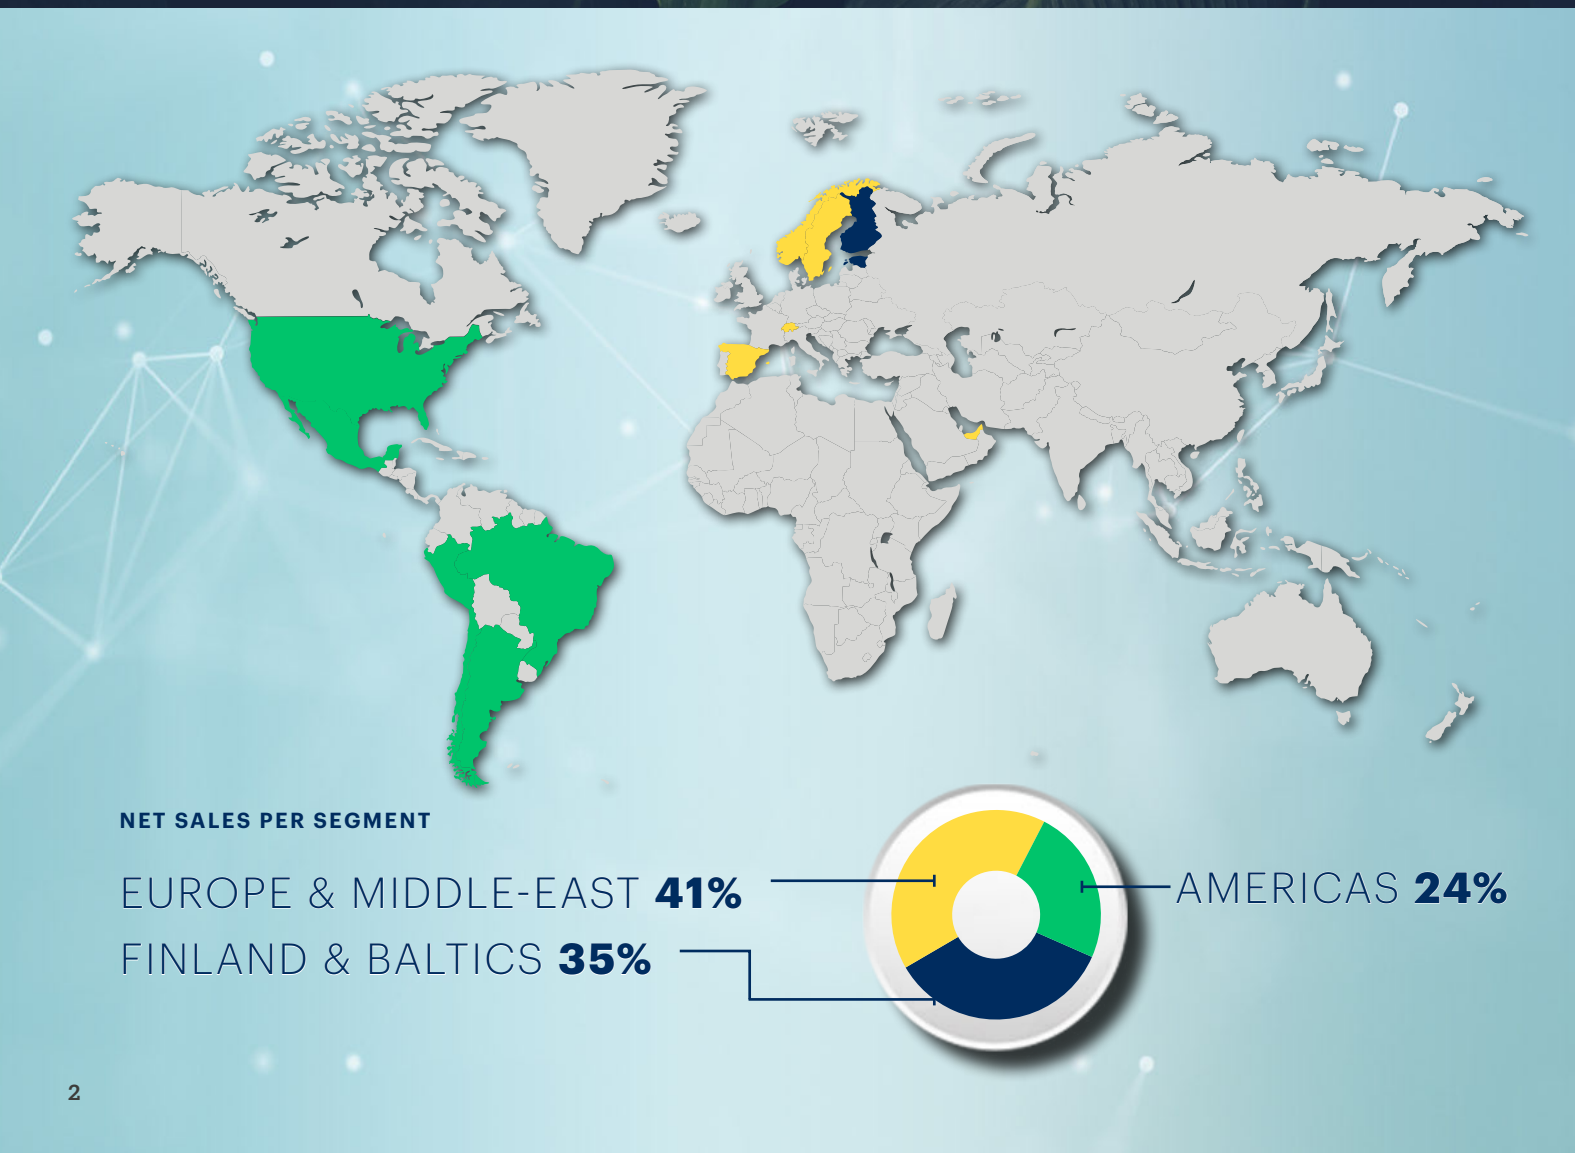 NET SALES PER SEGMENT
EUROPE & MIDDLE-EAST 41%
AMERICAS 24%
FINLAND & BALTICS 35%
2